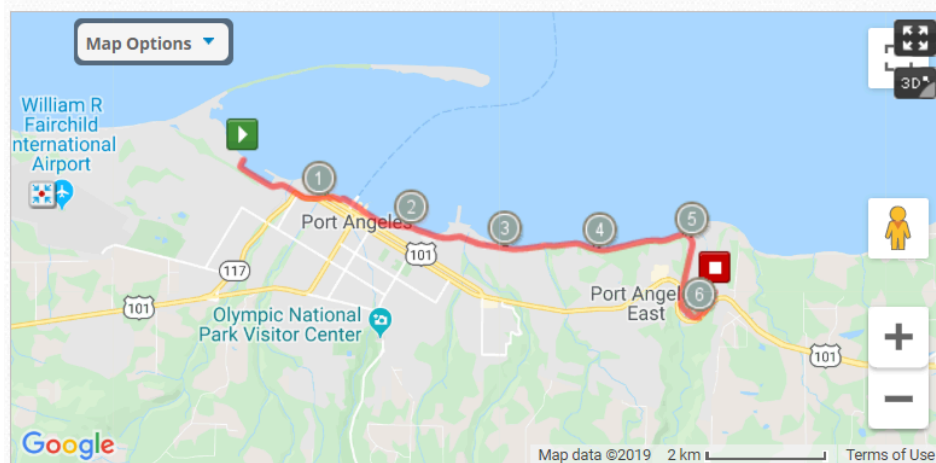 Map Options
3D
William R
Fairchild
nternational
Airport
1
2
Port Angeles
3
4
5
101
117
101
Port Angel
East
6
Olympic National
Park Visitor Center
101
Google
Map data ©2019
2 km
Terms of Use